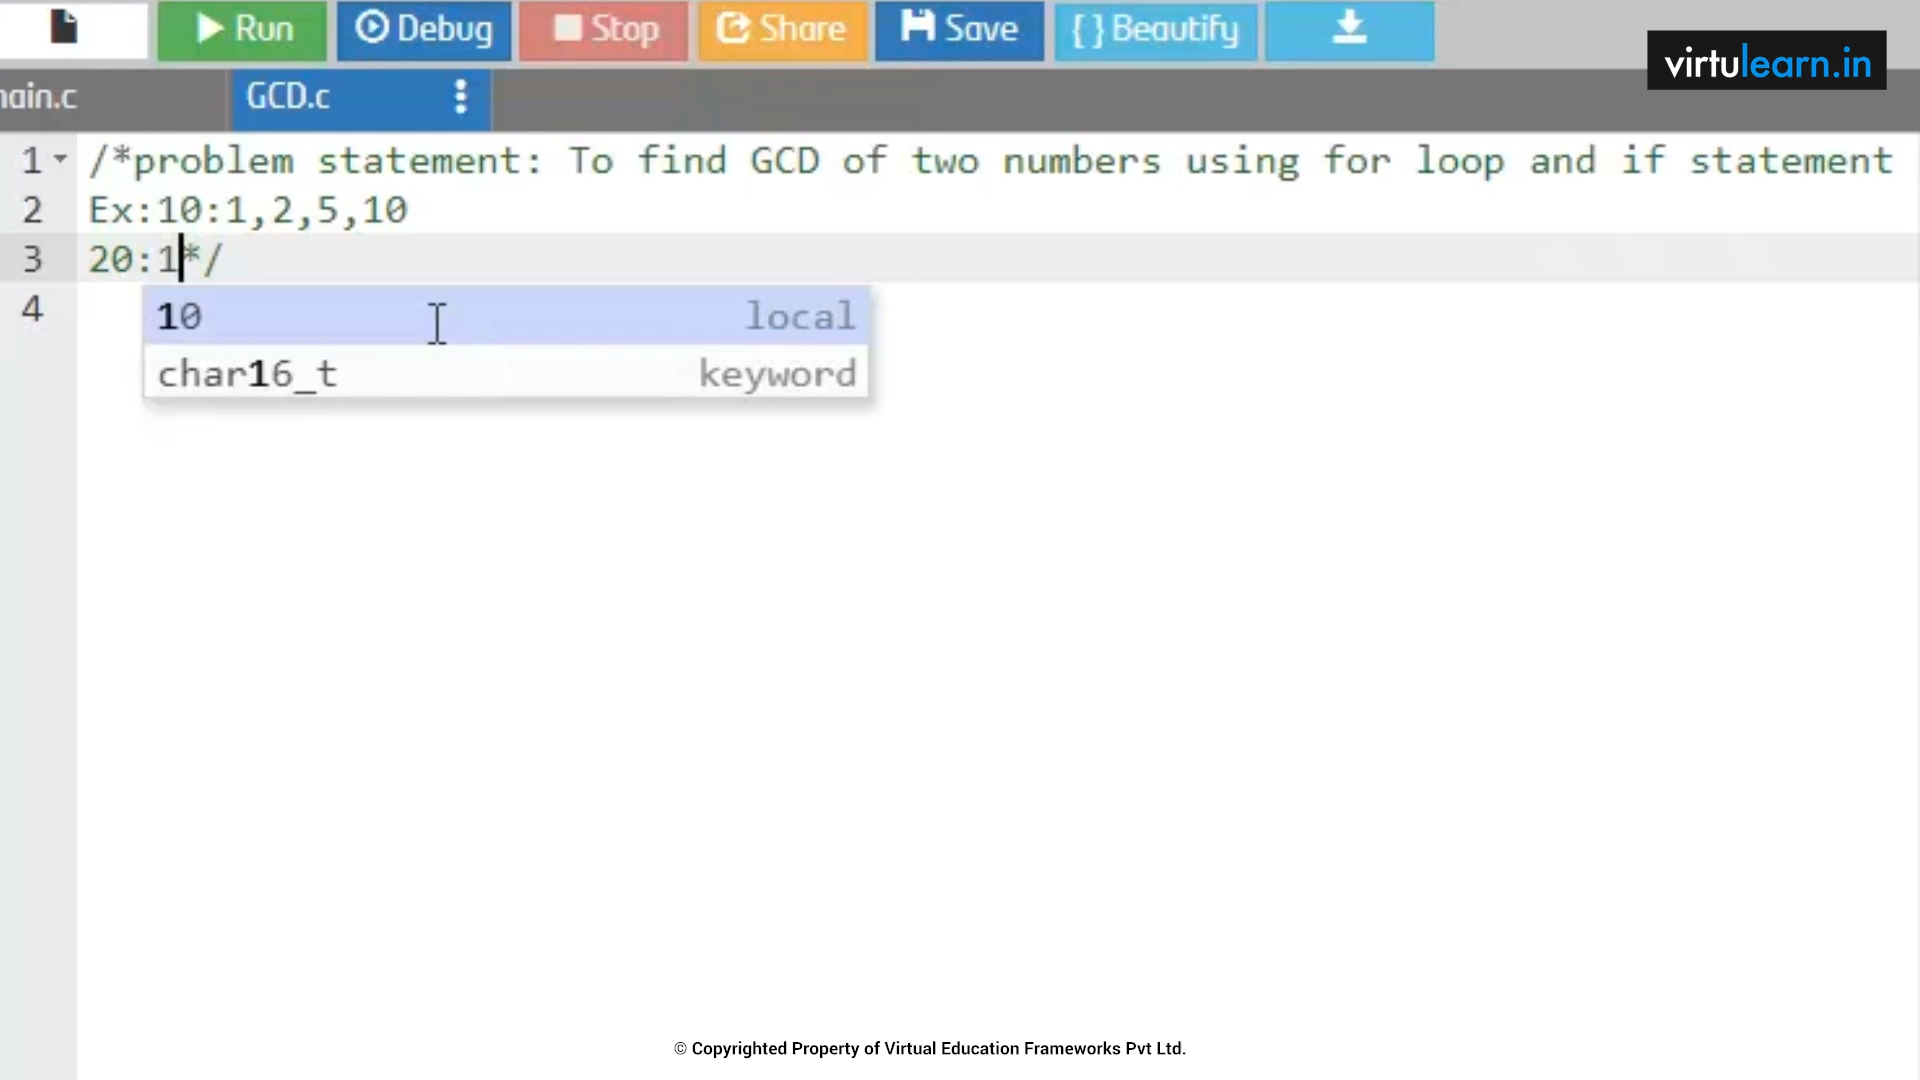 Run Debug Stop Share Save { } Beautify
virtulearn.in
GCD.c
1 /*problem statement: To find GCD of two numbers using for loop and if statement
2 Ex:10:1,2,5,10
3 20:1*/
4
10 local
char16_t keyword
© Copyrighted Property of Virtual Education Frameworks Pvt Ltd.